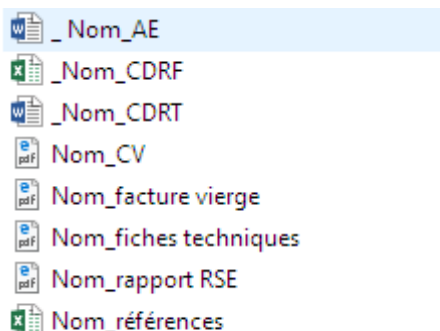 _ Nom_AE
_Nom_CDRF
_Nom_CDRT
Nom_CV
Nom_facture vierge
Nom_fiches techniques
Nom_rapport RSE
Nom_références